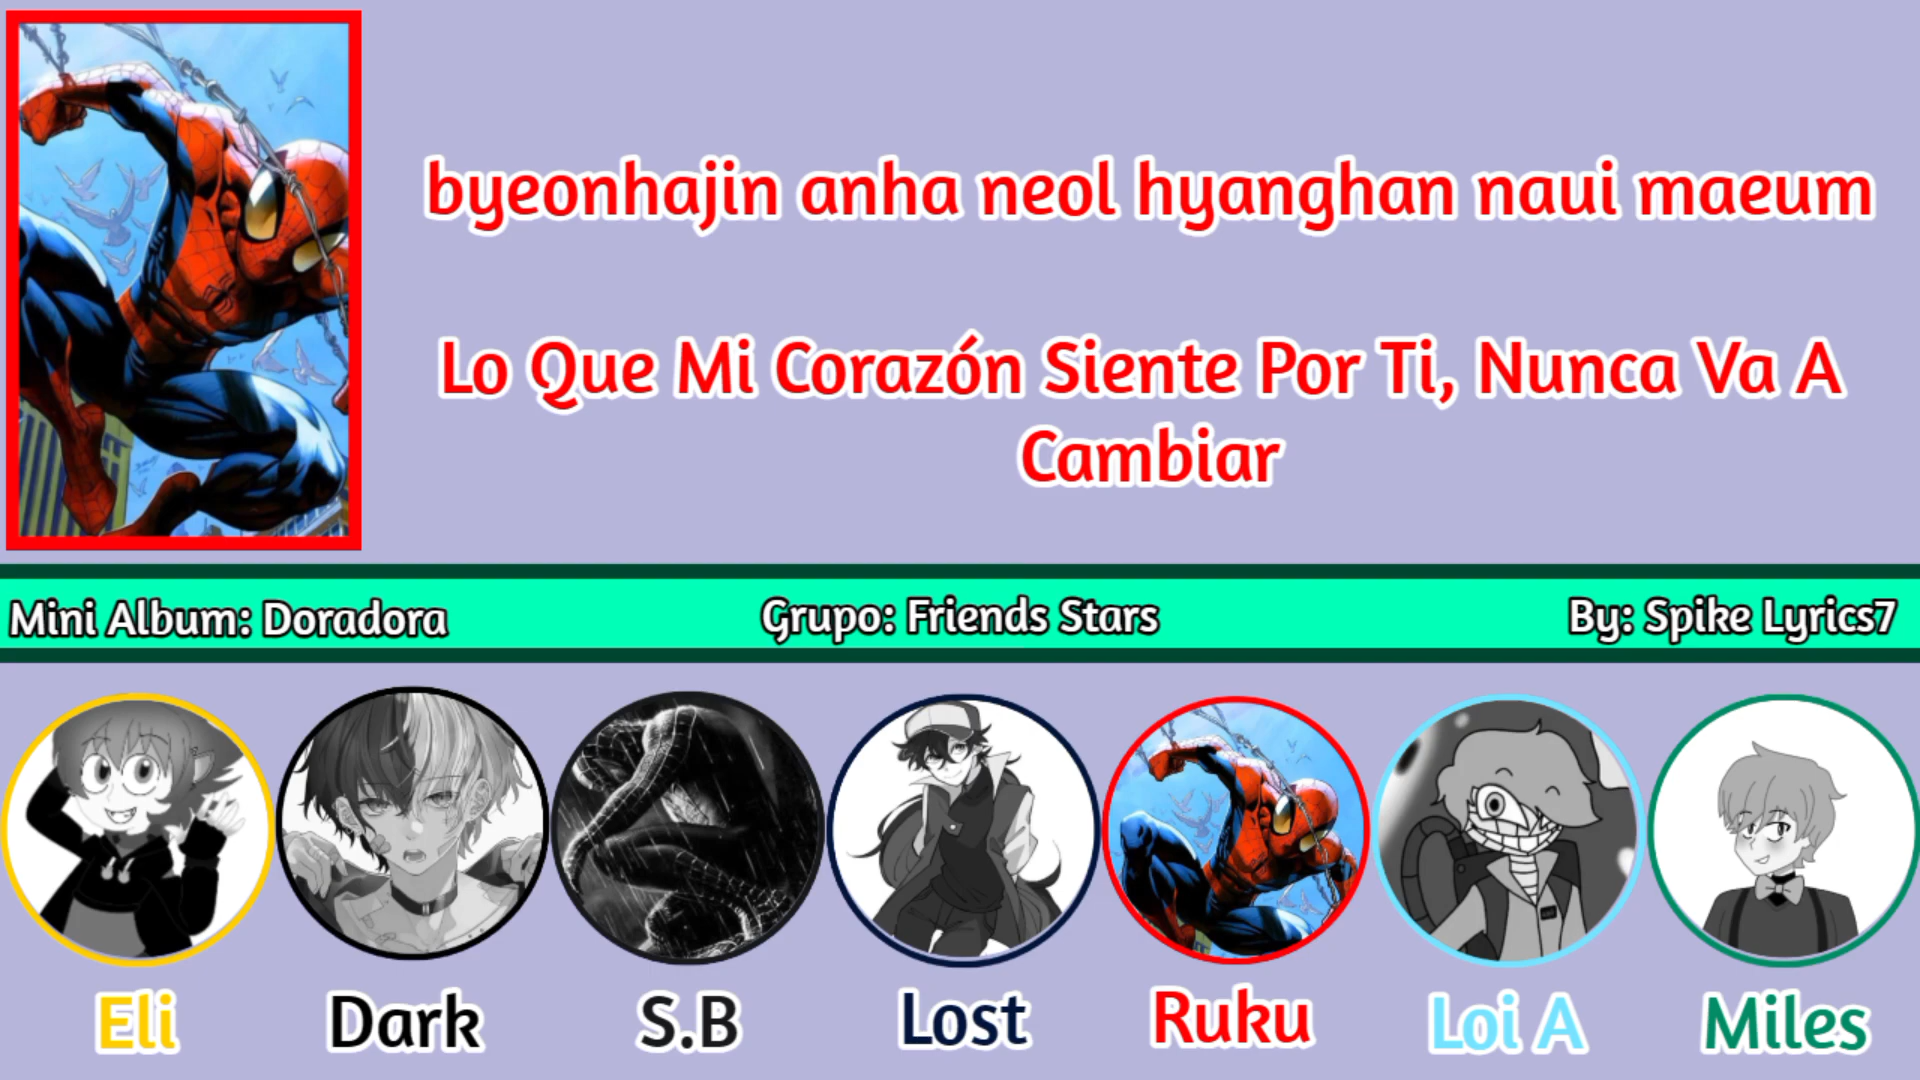 byeonhajin anha neol hyanghan naui maeum
Lo Que Mi Corazón Siente Por Ti, Nunca Va A
Cambiar
Mini Album: Doradora
Grupo: Friends Stars
By: Spike Lyrics7
Eli
Dark
S.B
Lost
Ruku
Loi A
Miles